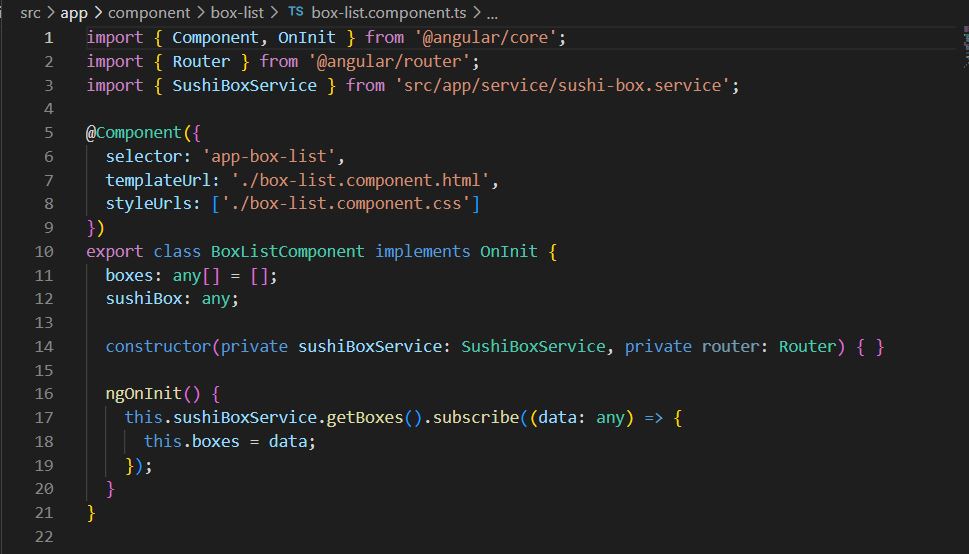 src > app > component > box-list > TS box-list.component.ts > ...
1 import { Component, OnInit } from '@angular/core';
2 import { Router } from '@angular/router';
3 import { SushiBoxService } from 'src/app/service/sushi-box.service';
4
5 @Component({
6   selector: 'app-box-list',
7   templateUrl: './box-list.component.html',
8   styleUrls: ['./box-list.component.css']
9 })
10 export class BoxListComponent implements OnInit {
11   boxes: any[] = [];
12   sushiBox: any;
13
14   constructor(private sushiBoxService: SushiBoxService, private router: Router) { }
15
16   ngOnInit() {
17     this.sushiBoxService.getBoxes().subscribe((data: any) => {
18       this.boxes = data;
19     });
20   }
21 }
22